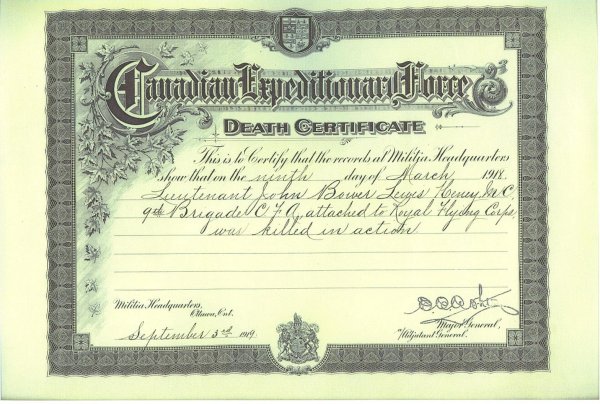 Canadian Expeditionary Force
DEATH CERTIFICATE
This is to Certify that the records at Militia Headquarters
show that on the ninth day of March 1918.
Lieutenant John Bower Lewis Henry, M.C.
9th Brigade C.F.A. attached to Royal Flying Corps
was killed in action
Militia Headquarters,
Ottawa, Ont.
September 3rd 1919.
Major General,
Adjutant General.